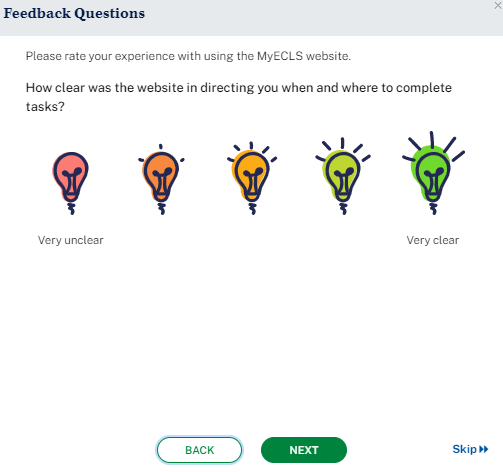 Feedback Questions
Please rate your experience with using the MyECLS website.
How clear was the website in directing you when and where to complete
tasks?
Very unclear
Very clear
BACK
NEXT
Skip